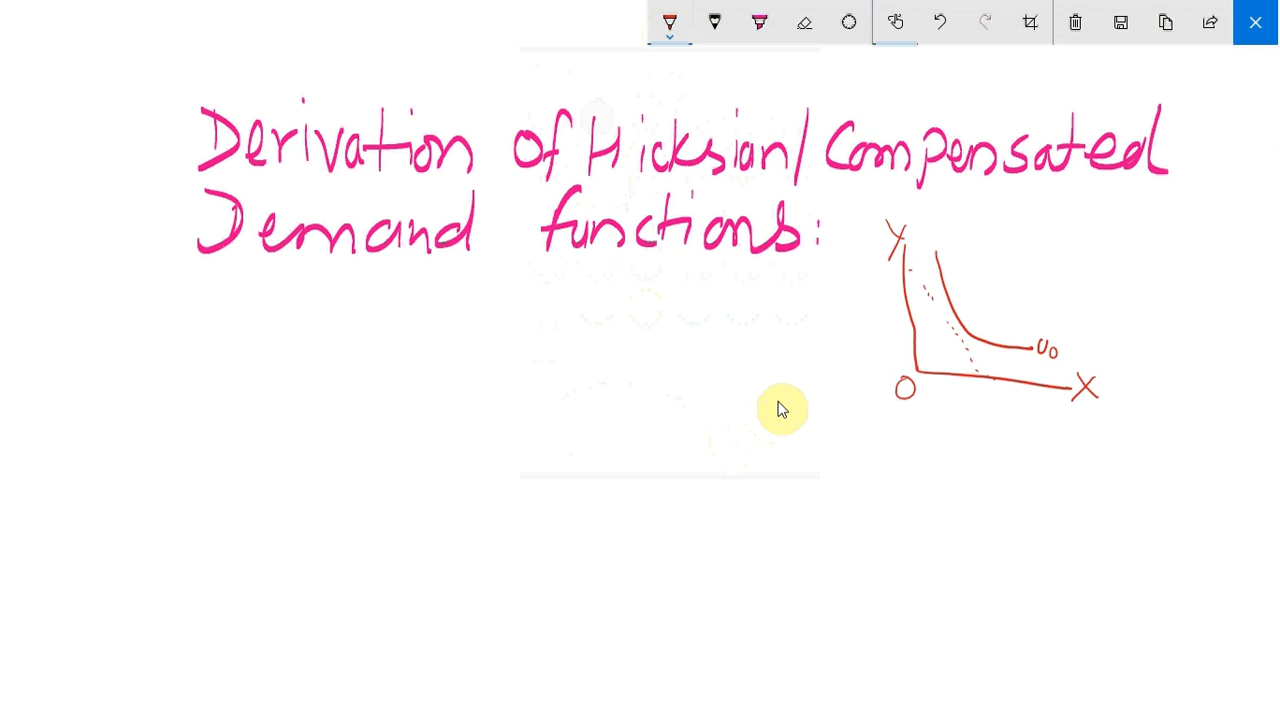 Derivation Of Hicksian/Compensated
Demand functions:
Y
U0
O
X